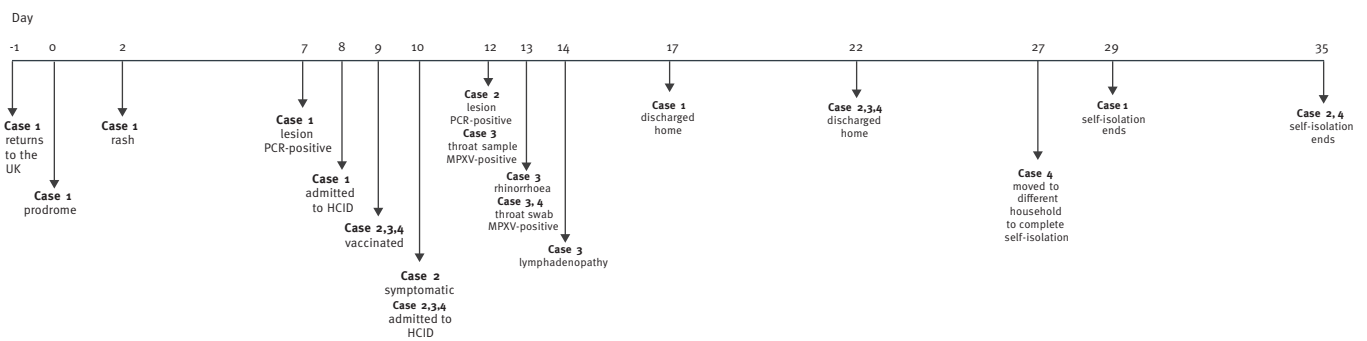 Day
-1 0 2 7 8 9 10 12 13 14 17 22 27 29 35
Case 1
returns
to the
UK
Case 1
prodrome
Case 1
rash
Case 1
lesion
PCR-positive
Case 1
admitted
to HCID
Case 2,3,4
vaccinated
Case 2
symptomatic
Case 2,3,4
admitted to
HCID
Case 2
lesion
PCR-positive
Case 3
throat sample
MPXV-positive
Case 3
rhinorrhoea
Case 3, 4
throat swab
MPXV-positive
Case 3
lymphadenopathy
Case 1
discharged
home
Case 2,3,4
discharged
home
Case 4
moved to
different
household
to complete
self-isolation
Case 1
self-isolation
ends
Case 2, 4
self-isolation
ends